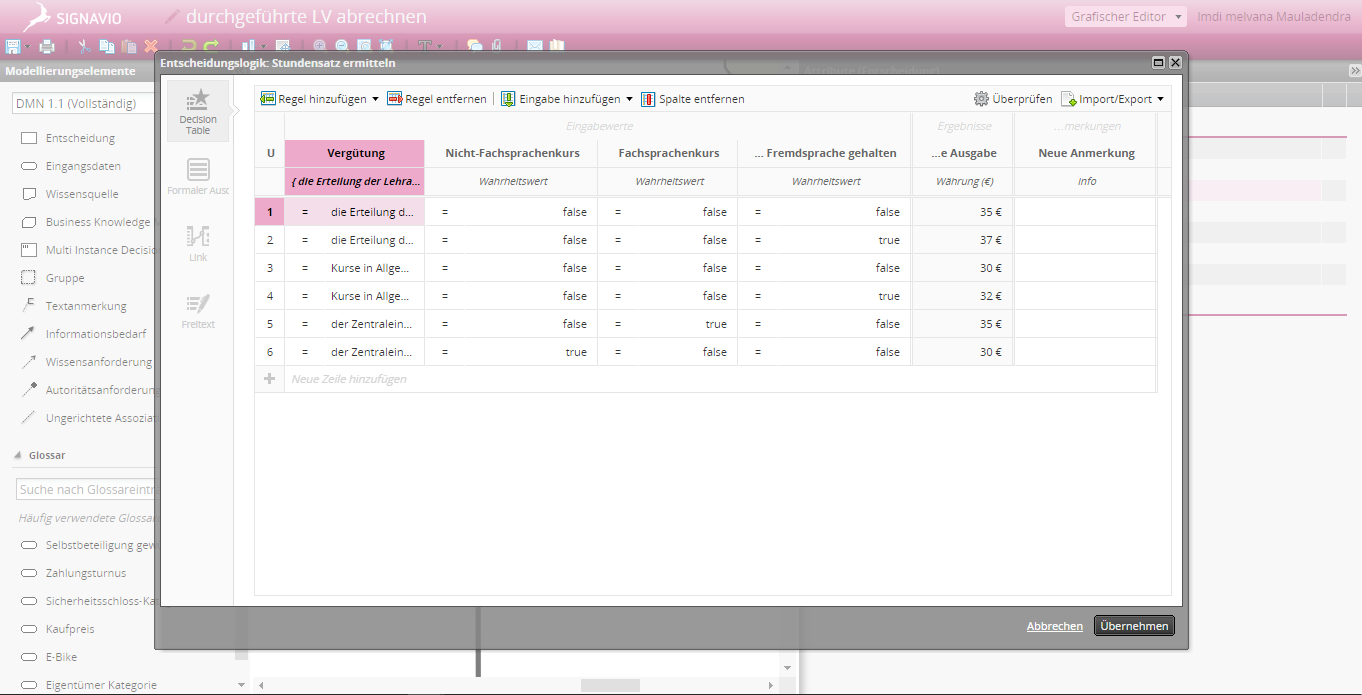 SIGNAVIO
durchgeführte LV abrechnen
Grafischer Editor
Imdi melvana Mauladendra
Modellierungselemente
DMN 1.1 (Vollständig)
Entscheidung
Eingangsdaten
Wissensquelle
Business Knowledge
Multi Instance Decisio
Gruppe
Textanmerkung
Informationsbedarf
Wissensanforderung
Autoritätsanforderung
Ungerichtete Assoziat
Glossar
Suche nach Glossareintr
Häufig verwendete Glossar
Selbstbeteiligung gew
Zahlungsturnus
Sicherheitsschloss-Kat
Kaufpreis
E-Bike
Eigentümer Kategorie
Entscheidungslogik: Stundensatz ermitteln
Decision
Table
Formaler Ausd
Link
Freitext
Regel hinzufügen
Regel entfernen
Eingabe hinzufügen
Spalte entfernen
Überprüfen
Import/Export
Eingabewerte
Ergebnisse
...merkungen
U
Vergütung
Nicht-Fachsprachenkurs
Fachsprachenkurs
... Fremdsprache gehalten
...e Ausgabe
Neue Anmerkung
{ die Erteilung der Lehra...
Wahrheitswert
Wahrheitswert
Wahrheitswert
Währung (€)
Info
1 = die Erteilung d... = false = false = false 35 €
2 = die Erteilung d... = false = false = true 37 €
3 = Kurse in Allge... = false = false = false 30 €
4 = Kurse in Allge... = false = false = true 32 €
5 = der Zentralein... = false = true = false 35 €
6 = der Zentralein... = true = false = false 30 €
+ Neue Zeile hinzufügen
Abbrechen
Übernehmen